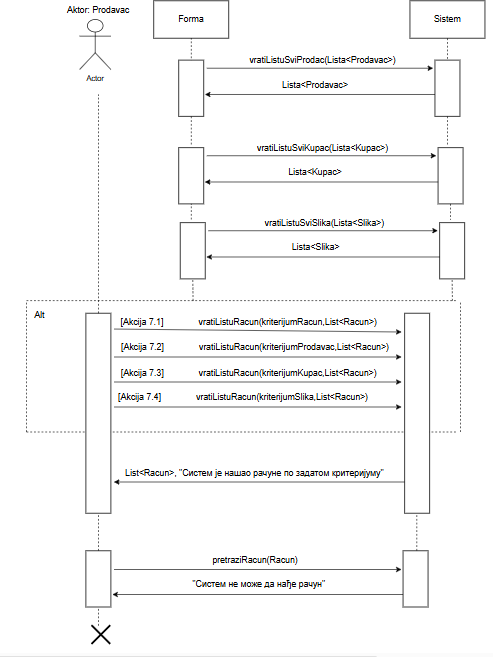 Aktor: Prodavac
Forma
Sistem
Actor
vratiListuSviProdac(Lista<Prodavac>)
Lista<Prodavac>
vratiListuSviKupac(Lista<Kupac>)
Lista<Kupac>
vratiListuSviSlika(Lista<Slika>)
Lista<Slika>
Alt
[Akcija 7.1] vratiListuRacun(kriterijumRacun,List<Racun>)
[Akcija 7.2] vratiListuRacun(kriterijumProdavac,List<Racun>)
[Akcija 7.3] vratiListuRacun(kriterijumKupac,List<Racun>)
[Akcija 7.4] vratiListuRacun(kriterijumSlika,List<Racun>)
List<Racun>, "Систем је нашао рачуне по задатом критеријуму"
pretraziRacun(Racun)
"Систем не може да нађе рачун"